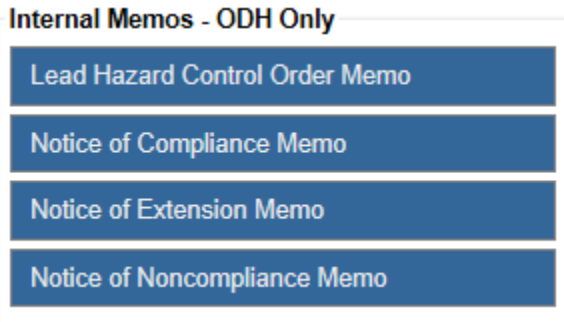 Internal Memos - ODH Only
Lead Hazard Control Order Memo
Notice of Compliance Memo
Notice of Extension Memo
Notice of Noncompliance Memo